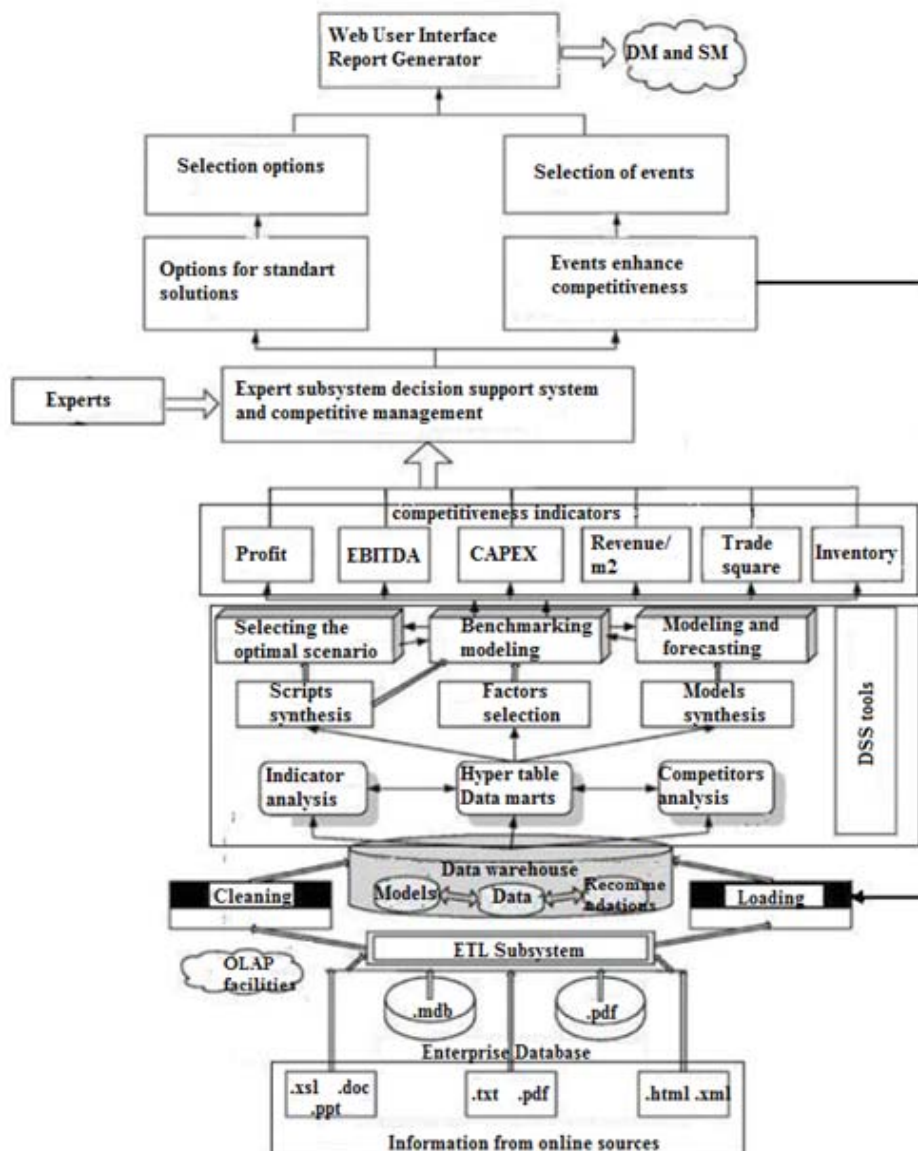 Web User Interface
Report Generator
DM and SM
Selection options
Selection of events
Options for standart
solutions
Events enhance
competitiveness
Experts
Expert subsystem decision support system
and competitive management
competitiveness indicators
Profit
EBITDA
CAPEX
Revenue/
m2
Trade
square
Inventory
Selecting the
optimal scenario
Benchmarking
modeling
Modeling and
forecasting
Scripts
synthesis
Factors
selection
Models
synthesis
DSS tools
Indicator
analysis
Hyper table
Data marts
Competitors
analysis
Data warehouse
Models
Data
Recomme
ndations
Cleaning
Loading
ETL Subsystem
OLAP
facilities
.mdb
.pdf
Enterprise Database
.xsl .doc
.ppt
.txt .pdf
.html .xml
Information from online sources